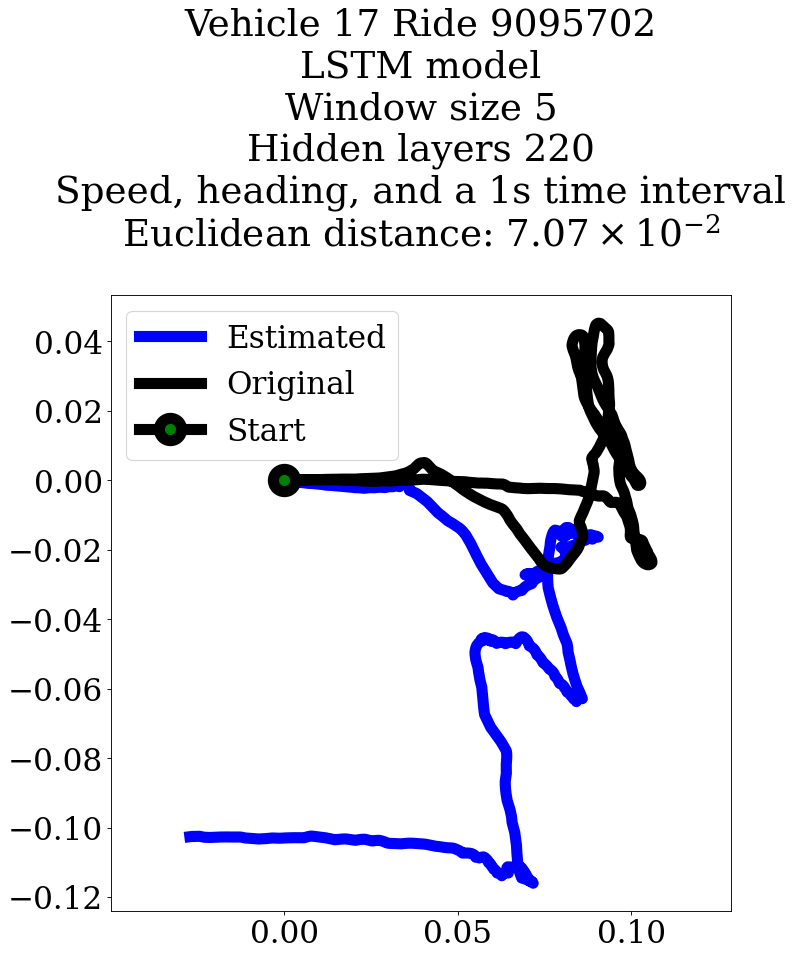 Vehicle 17 Ride 9095702
LSTM model
Window size 5
Hidden layers 220
Speed, heading, and a 1s time interval
Euclidean distance: 7.07 × 10⁻²
Estimated
Original
Start
0.04
0.02
0.00
−0.02
−0.04
−0.06
−0.08
−0.10
−0.12
0.00 0.05 0.10